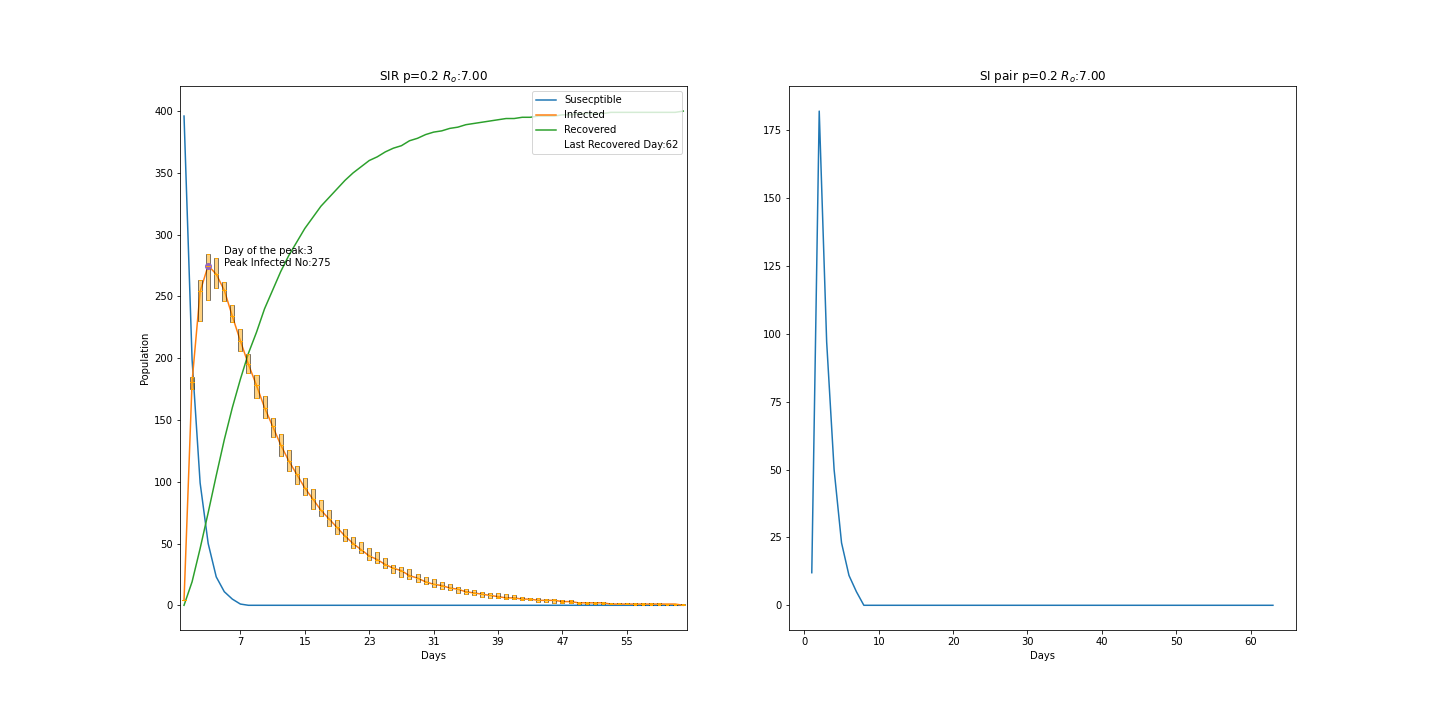 SIR p=0.2 Rₒ:7.00
Susecptible
Infected
Recovered
Last Recovered Day:62
Day of the peak:3
Peak Infected No:275
Population
400
350
300
250
200
150
100
50
0
7 15 23 31 39 47 55
Days
SI pair p=0.2 Rₒ:7.00
175
150
125
100
75
50
25
0
0 10 20 30 40 50 60
Days